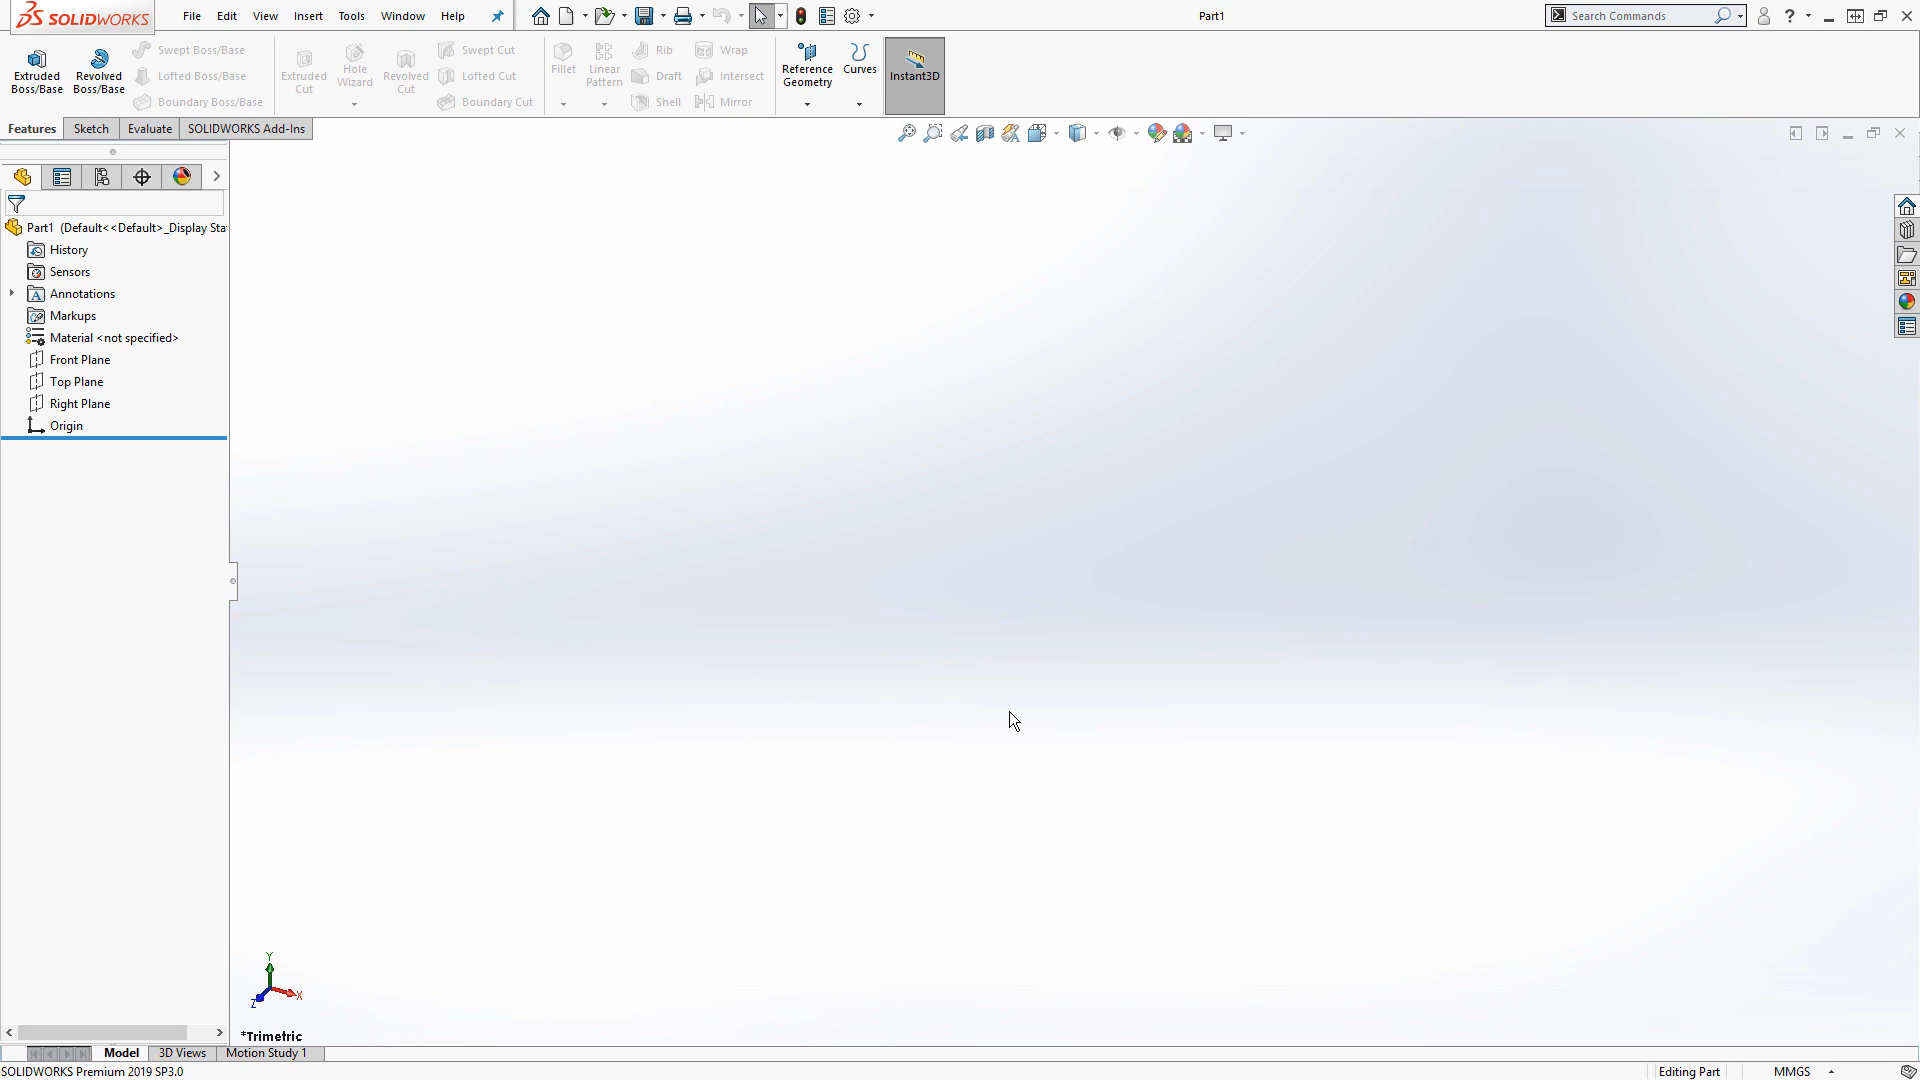 SOLIDWORKS File Edit View Insert Tools Window Help Part1 Search Commands
Extruded Boss/Base
Revolved Boss/Base
Swept Boss/Base
Lofted Boss/Base
Boundary Boss/Base
Extruded Cut
Hole Wizard
Revolved Cut
Swept Cut
Lofted Cut
Boundary Cut
Fillet
Linear Pattern
Rib
Draft
Shell
Wrap
Intersect
Mirror
Reference Geometry
Curves
Instant3D
Features Sketch Evaluate SOLIDWORKS Add-Ins
Part1 (Default<<Default>_Display Sta
History
Sensors
Annotations
Markups
Material <not specified>
Front Plane
Top Plane
Right Plane
Origin
Y
X
Z
*Trimetric
Model 3D Views Motion Study 1
SOLIDWORKS Premium 2019 SP3.0 Editing Part MMGS